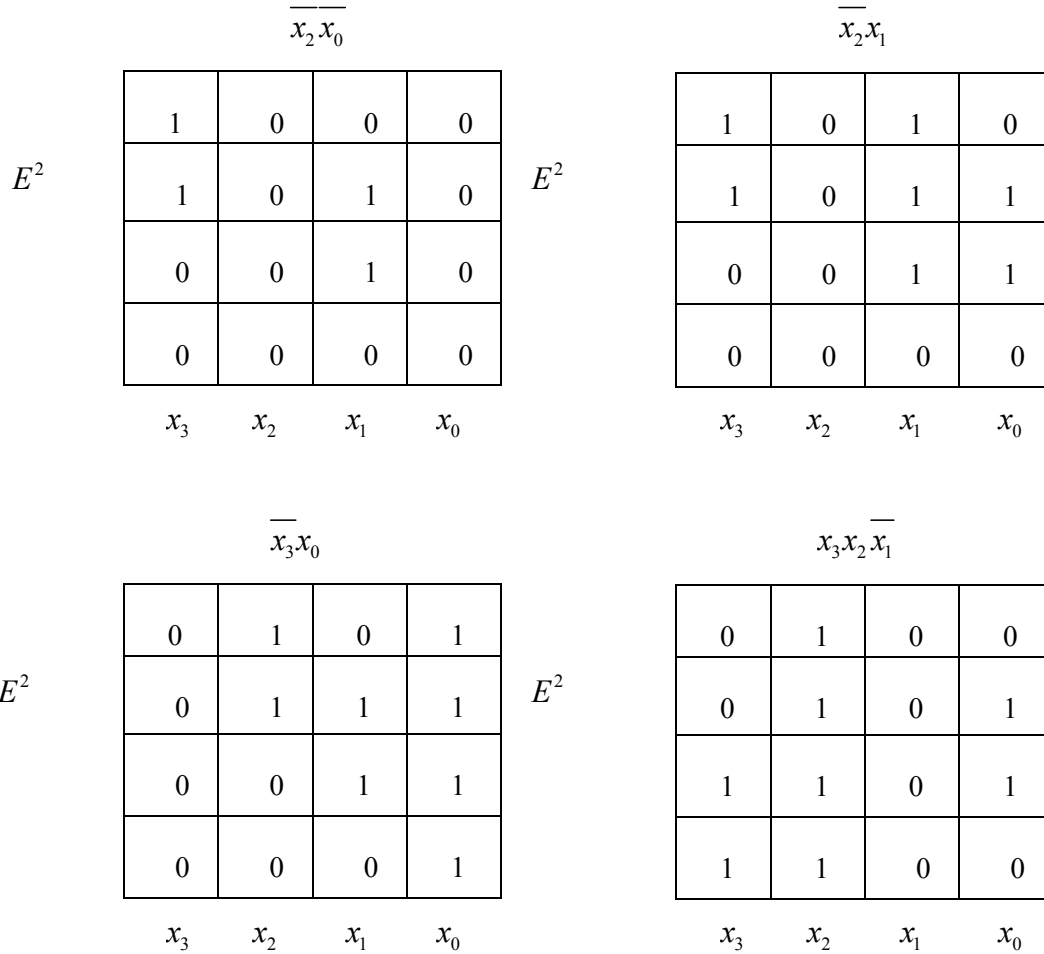 x̅₂x̅₀
x̅₂x₁
E²
1 0 0 0
1 0 1 0
0 0 1 0
0 0 0 0
x₃ x₂ x₁ x₀
E²
1 0 1 0
1 0 1 1
0 0 1 1
0 0 0 0
x₃ x₂ x₁ x₀
x̅₃x₀
x₃x₂x̅₁
E²
0 1 0 1
0 1 1 1
0 0 1 1
0 0 0 1
x₃ x₂ x₁ x₀
E²
0 1 0 0
0 1 0 1
1 1 0 1
1 1 0 0
x₃ x₂ x₁ x₀